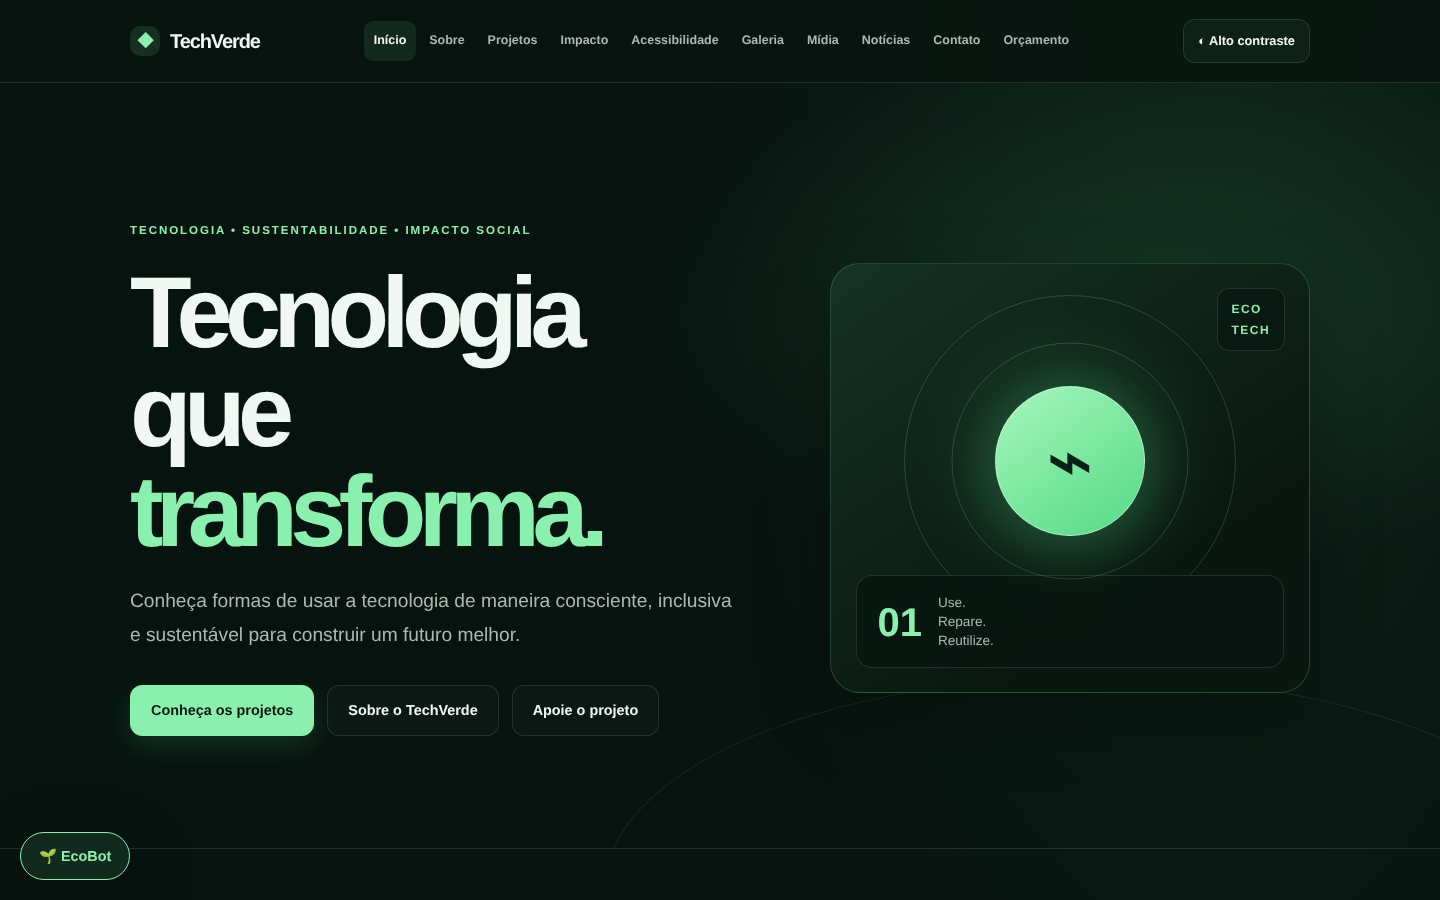 TechVerde
Início Sobre Projetos Impacto Acessibilidade Galeria Mídia Notícias Contato Orçamento
Alto contraste
TECNOLOGIA • SUSTENTABILIDADE • IMPACTO SOCIAL
Tecnologia
que
transforma.
Conheça formas de usar a tecnologia de maneira consciente, inclusiva
e sustentável para construir um futuro melhor.
Conheça os projetos
Sobre o TechVerde
Apoie o projeto
ECO
TECH
01
Use.
Repare.
Reutilize.
🌱 EcoBot